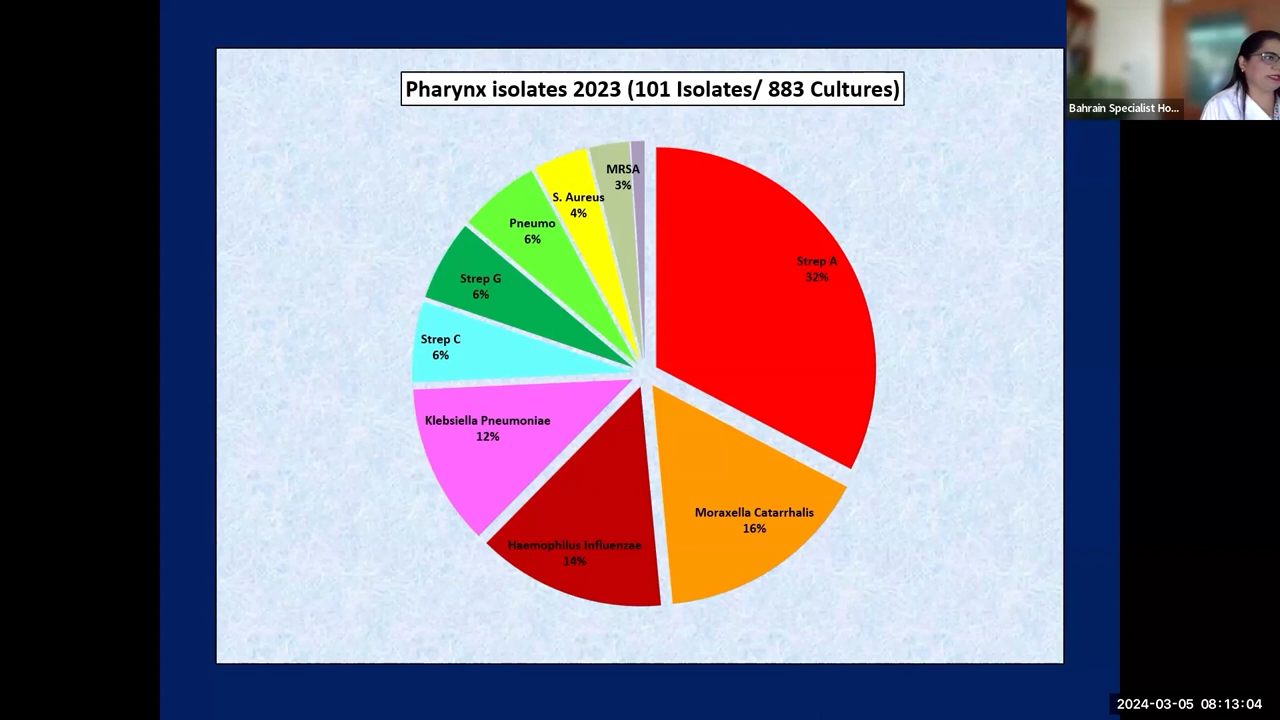 Pharynx isolates 2023 (101 Isolates/ 883 Cultures)
Bahrain Specialist Ho...
MRSA
3%
S. Aureus
4%
Pneumo
6%
Strep G
6%
Strep C
6%
Klebsiella Pneumoniae
12%
Haemophilus Influenzae
14%
Moraxella Catarrhalis
16%
Strep A
32%
2024-03-05 08:13:04